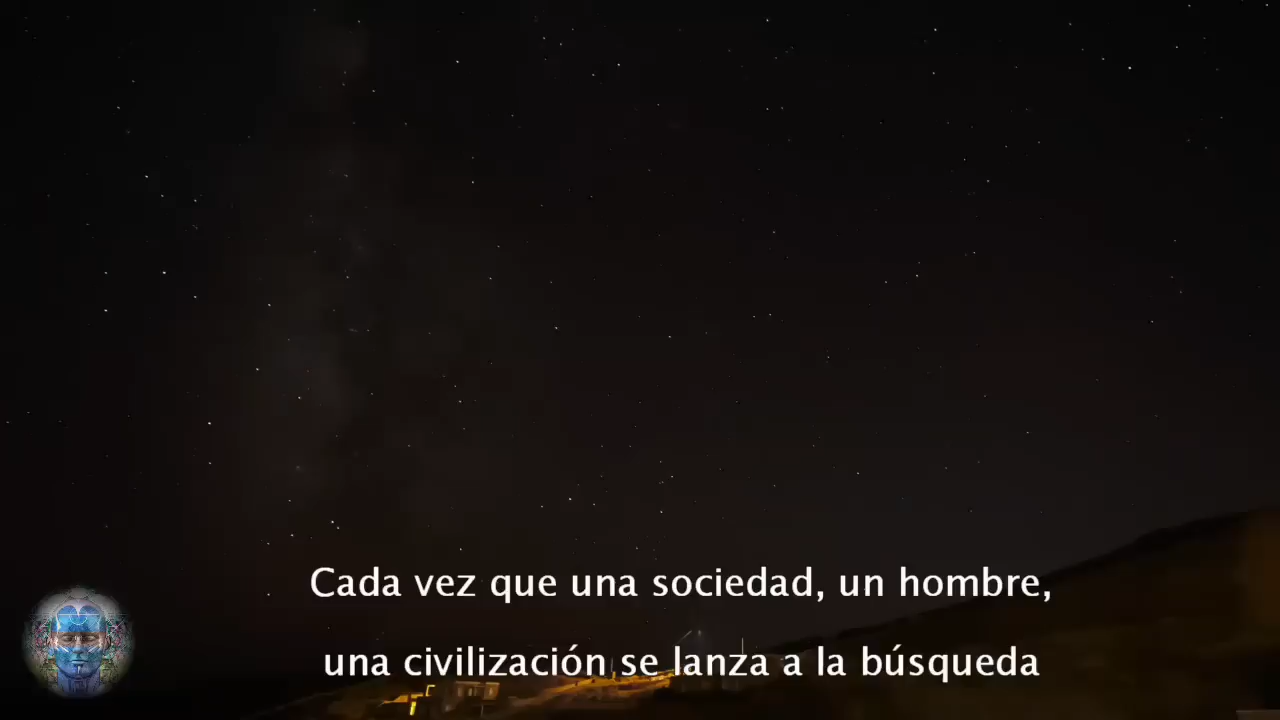 Cada vez que una sociedad, un hombre,
una civilización se lanza a la búsqueda